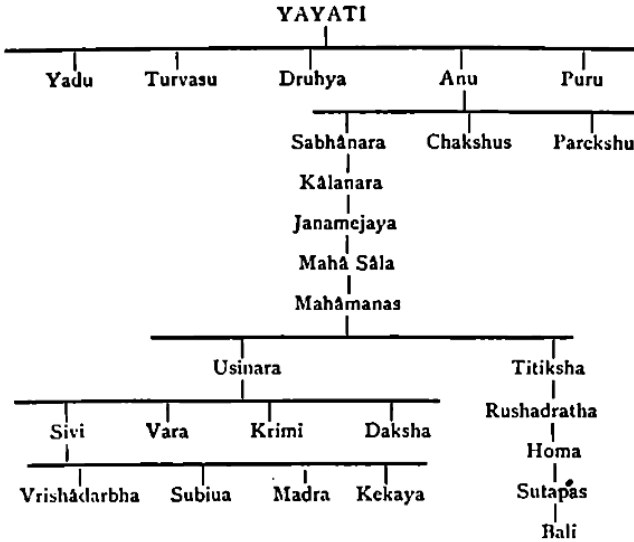 YAYATI
Yadu Turvasu Druhya Anu Puru
Sabhânara Chakshus Parekshu
Kâlanara
Janamejaya
Mahâ Sâla
Mahâmanas
Usinara Titiksha
Rushadratha
Sivi Vara Krimi Daksha
Homa
Vrishâdarbha Subiua Madra Kekaya Sutapas
Bali